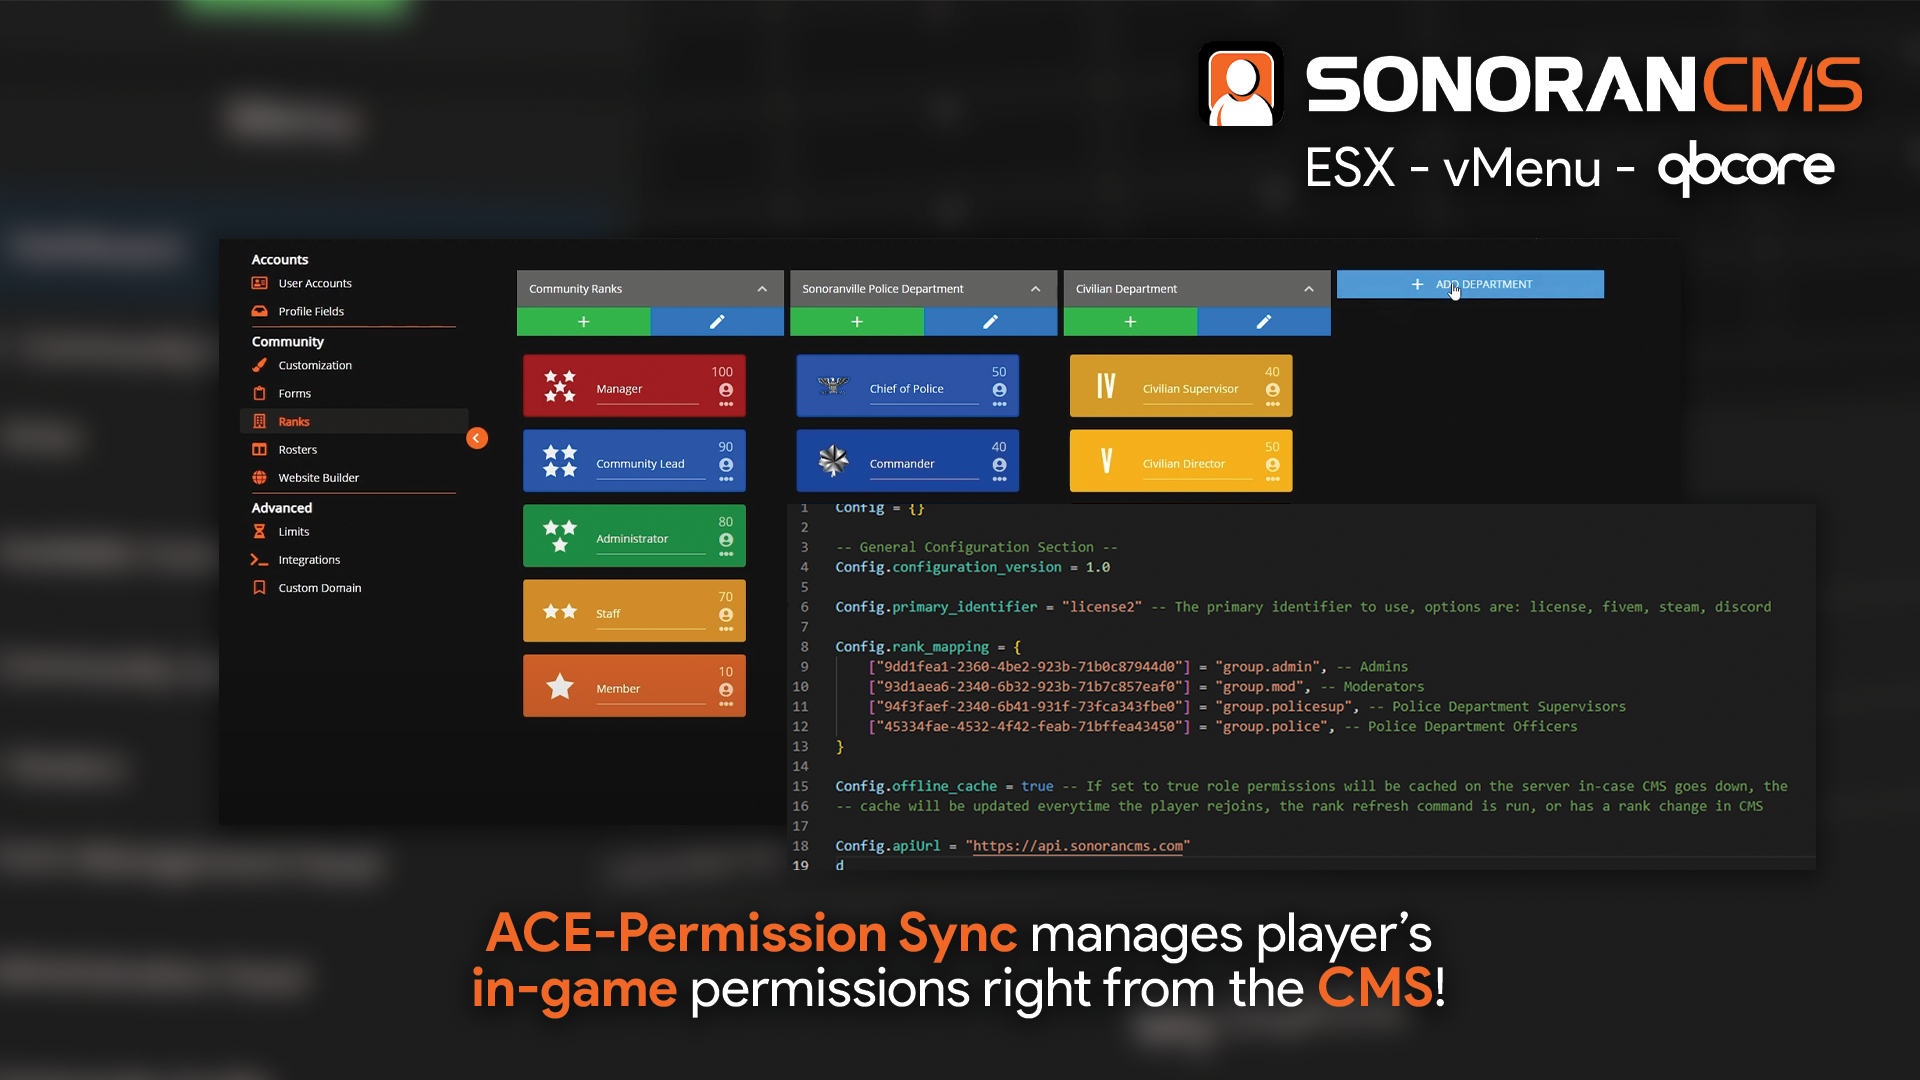 SONORANCMS
ESX - vMenu - qbcore
Accounts
User Accounts
Profile Fields
Community
Customization
Forms
Ranks
Rosters
Website Builder
Advanced
Limits
Integrations
Custom Domain
Community Ranks
Manager
100
Community Lead
90
Administrator
80
Staff
70
Member
10
Sonoranville Police Department
Chief of Police
50
Commander
40
Civilian Department
IV
Civilian Supervisor
40
V
Civilian Director
50
ADD DEPARTMENT
1 Config = {}
2
3 -- General Configuration Section --
4 Config.configuration_version = 1.0
5
6 Config.primary_identifier = "license2" -- The primary identifier to use, options are: license, fivem, steam, discord
7
8 Config.rank_mapping = {
9 ["9dd1fea1-2360-4be2-923b-71b0c87944d0"] = "group.admin", -- Admins
10 ["93d1aea6-2340-6b32-923b-71b7c857eaf0"] = "group.mod", -- Moderators
11 ["94f3faef-2340-6b41-931f-73fca343fbe0"] = "group.policesup", -- Police Department Supervisors
12 ["45334fae-4532-4f42-feab-71bffea43450"] = "group.police", -- Police Department Officers
13 }
14
15 Config.offline_cache = true -- If set to true role permissions will be cached on the server in-case CMS goes down, the
16 -- cache will be updated everytime the player rejoins, the rank refresh command is run, or has a rank change in CMS
17
18 Config.apiUrl = "https://api.sonorancms.com"
19 d
ACE-Permission Sync manages player's
in-game permissions right from the CMS!